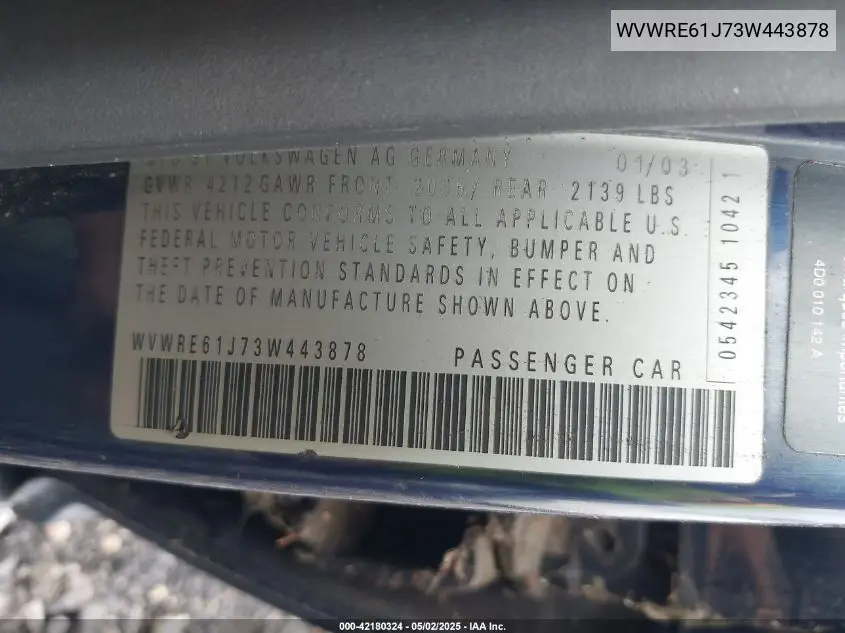 WVWRE61J73W443878
VOLKSWAGEN AG GERMANY 01/03
GVWR 4212 GAWR FRONT REAR 2139 LBS
THIS VEHICLE CONFORMS TO ALL APPLICABLE U.S.
FEDERAL MOTOR VEHICLE SAFETY, BUMPER AND
THEFT PREVENTION STANDARDS IN EFFECT ON
THE DATE OF MANUFACTURE SHOWN ABOVE.
WVWRE61J73W443878 PASSENGER CAR
0542345 1042 1
4D0 010 142 A
000-42180324 - 05/02/2025 - IAA Inc.